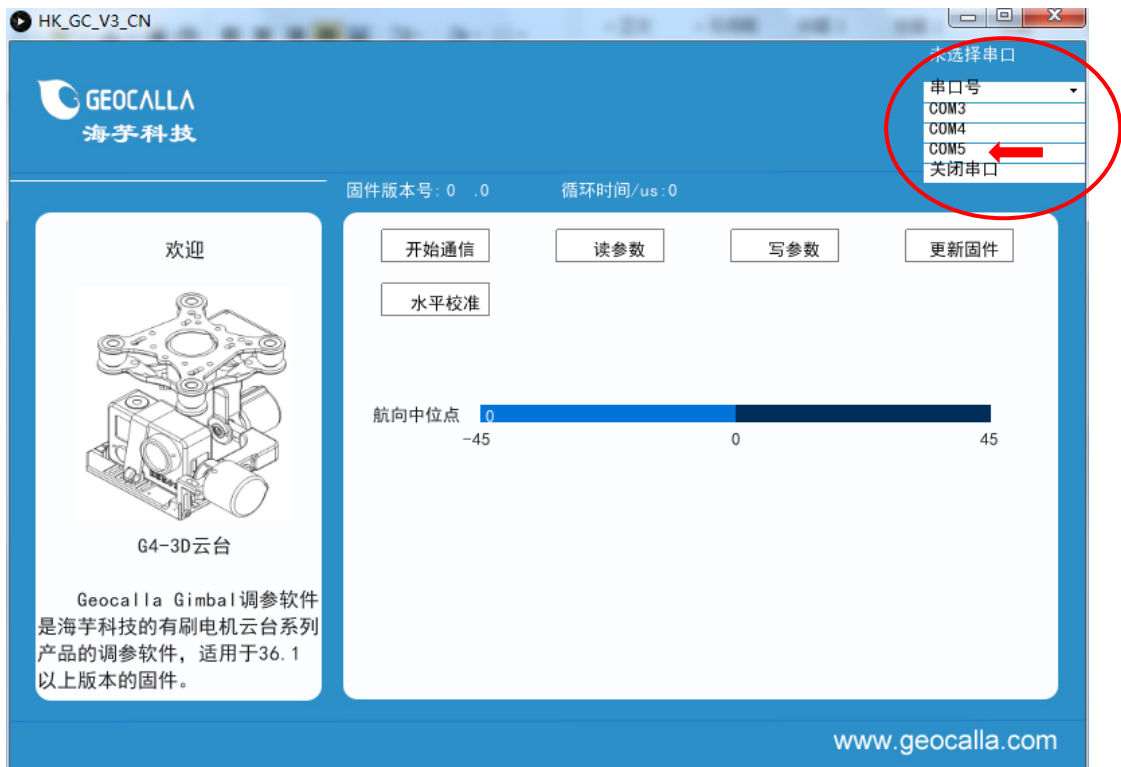 HK_GC_V3_CN
未选择串口
串口号
COM3
COM4
COM5
关闭串口
GEOCALLA
海芋科技
固件版本号: 0 .0 循环时间/us:0
欢迎
G4-3D云台
Geocalla Gimbal调参软件
是海芋科技的有刷电机云台系列
产品的调参软件，适用于36.1
以上版本的固件。
开始通信 读参数 写参数 更新固件
水平校准
航向中位点 0
-45 0 45
www.geocalla.com